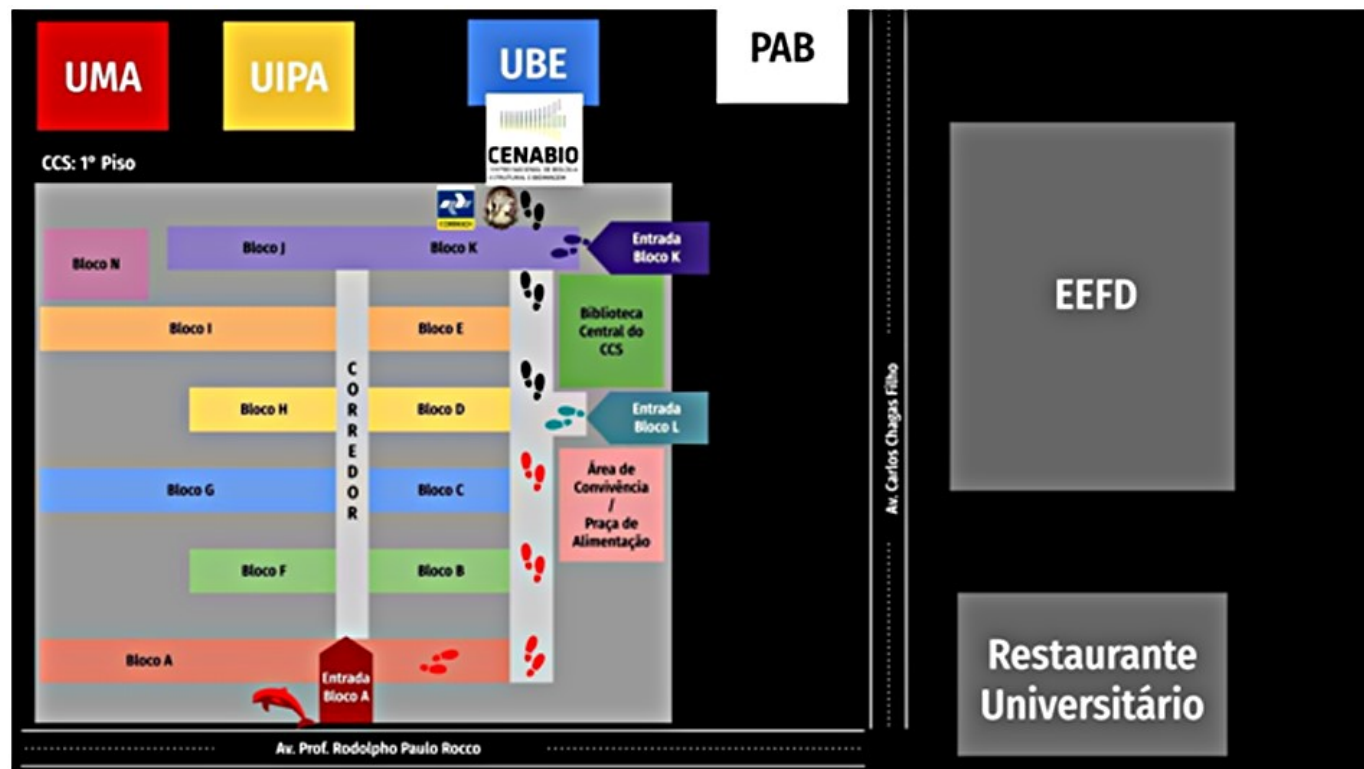 UMA
UIPA
UBE
PAB
CENABIO
CCS: 1º Piso
Entrada
Bloco K
Bloco J
Bloco K
Bloco N
Biblioteca
Central do
CCS
Bloco I
Bloco E
EEFD
CORREDOR
Bloco H
Bloco D
Entrada
Bloco L
Av. Carlos Chagas Filho
Bloco G
Bloco C
Área de
Convivência
/
Praça de
Alimentação
Bloco F
Bloco B
Bloco A
Entrada
Bloco A
Restaurante
Universitário
Av. Prof. Rodolpho Paulo Rocco